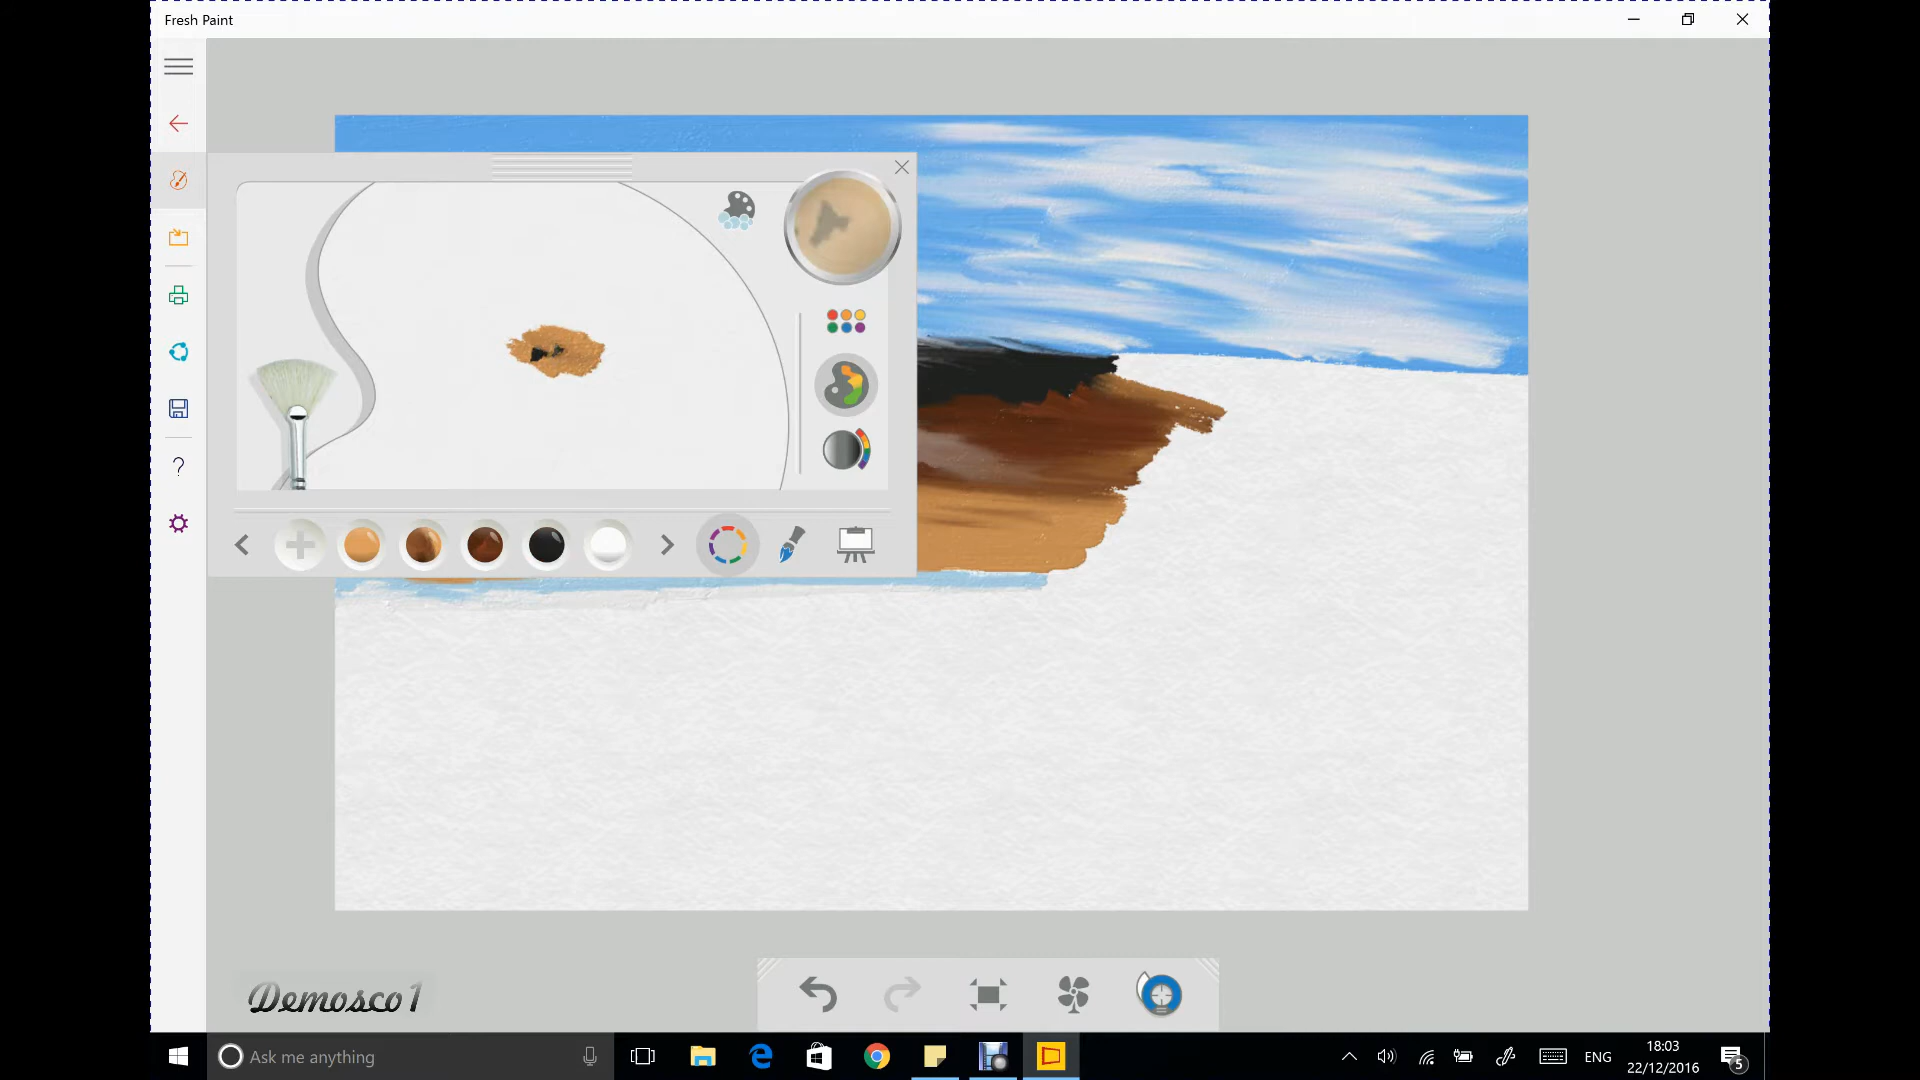 Fresh Paint
Demosco1
Ask me anything
ENG
18:03
22/12/2016
5